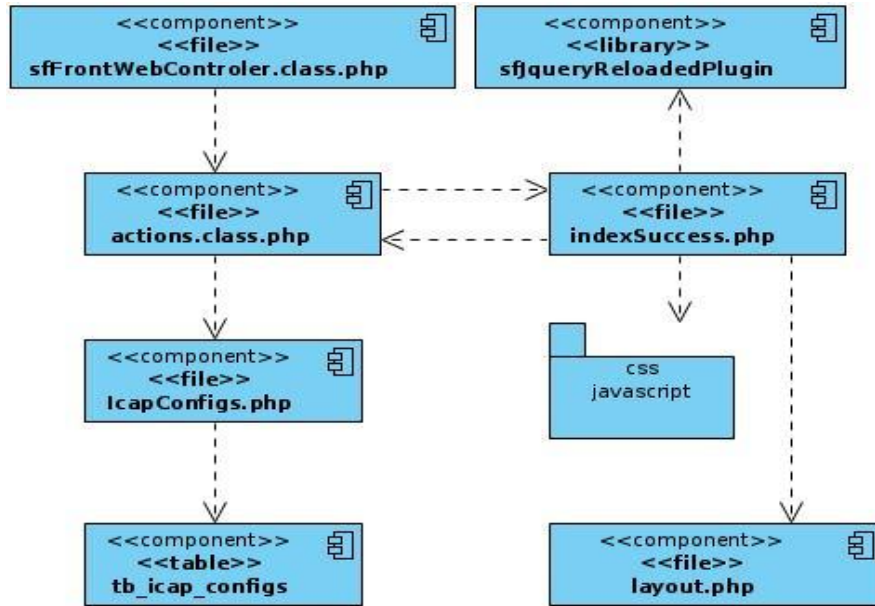 <<component>>
<<file>>
sfFrontWebControler.class.php
<<component>>
<<library>>
sfJqueryReloadedPlugin
<<component>>
<<file>>
actions.class.php
<<component>>
<<file>>
indexSuccess.php
<<component>>
<<file>>
IcapConfigs.php
css
javascript
<<component>>
<<table>>
tb_icap_configs
<<component>>
<<file>>
layout.php